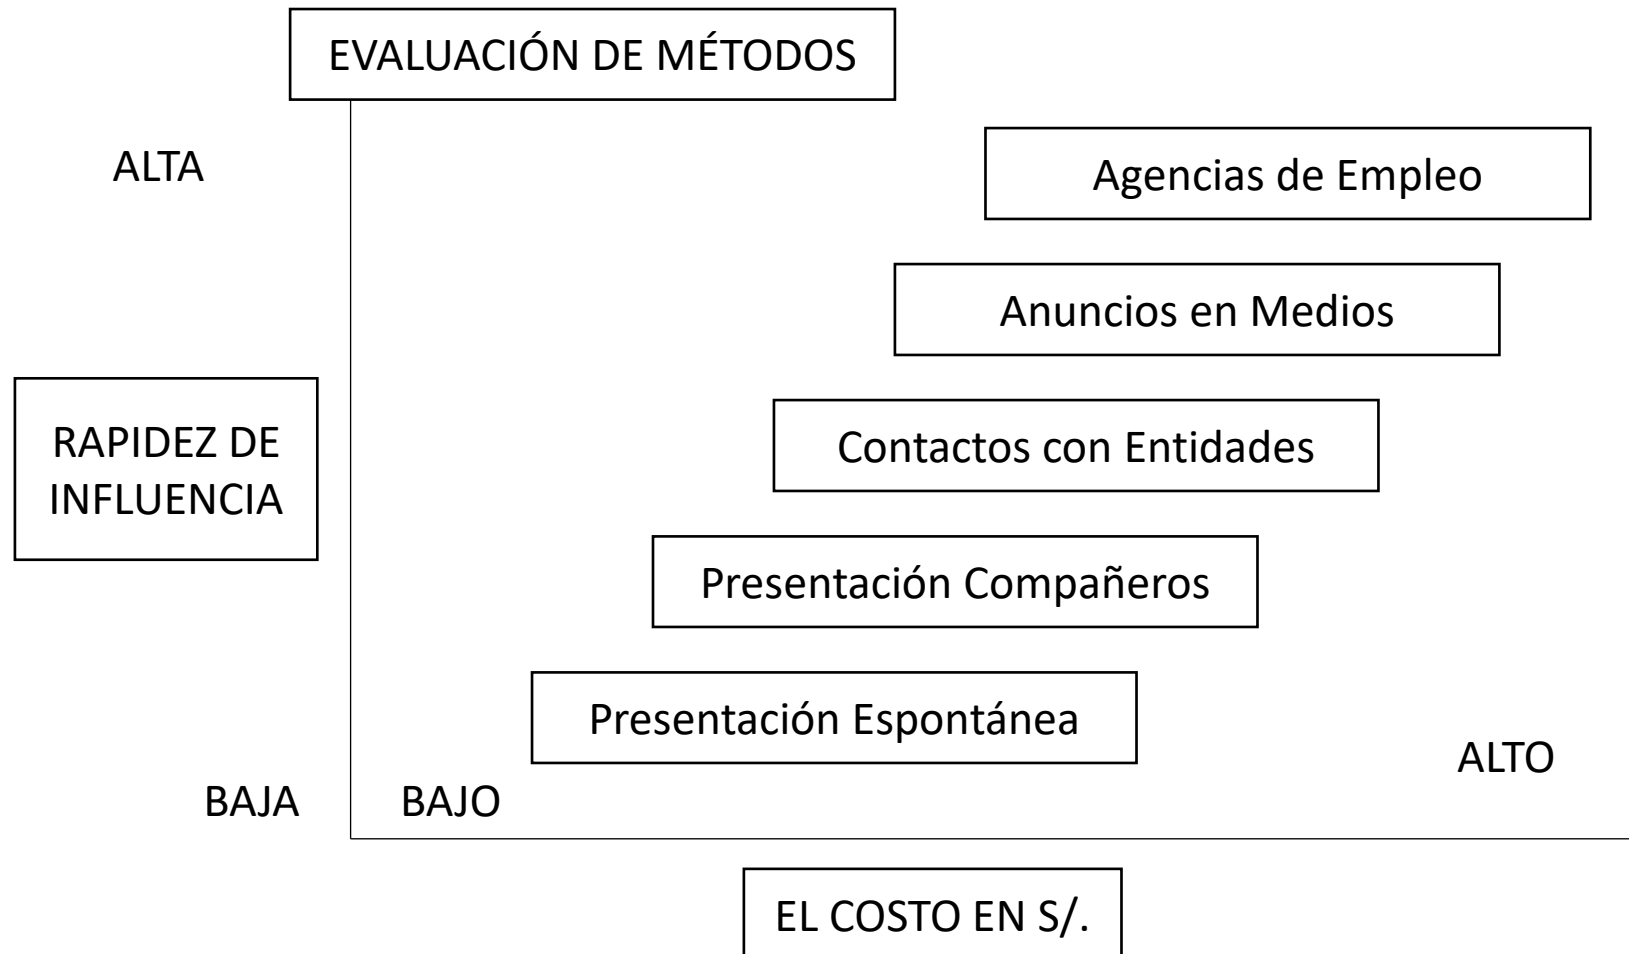 EVALUACIÓN DE MÉTODOS
ALTA
Agencias de Empleo
Anuncios en Medios
RAPIDEZ DE
INFLUENCIA
Contactos con Entidades
Presentación Compañeros
Presentación Espontánea
ALTO
BAJA
BAJO
EL COSTO EN S/.